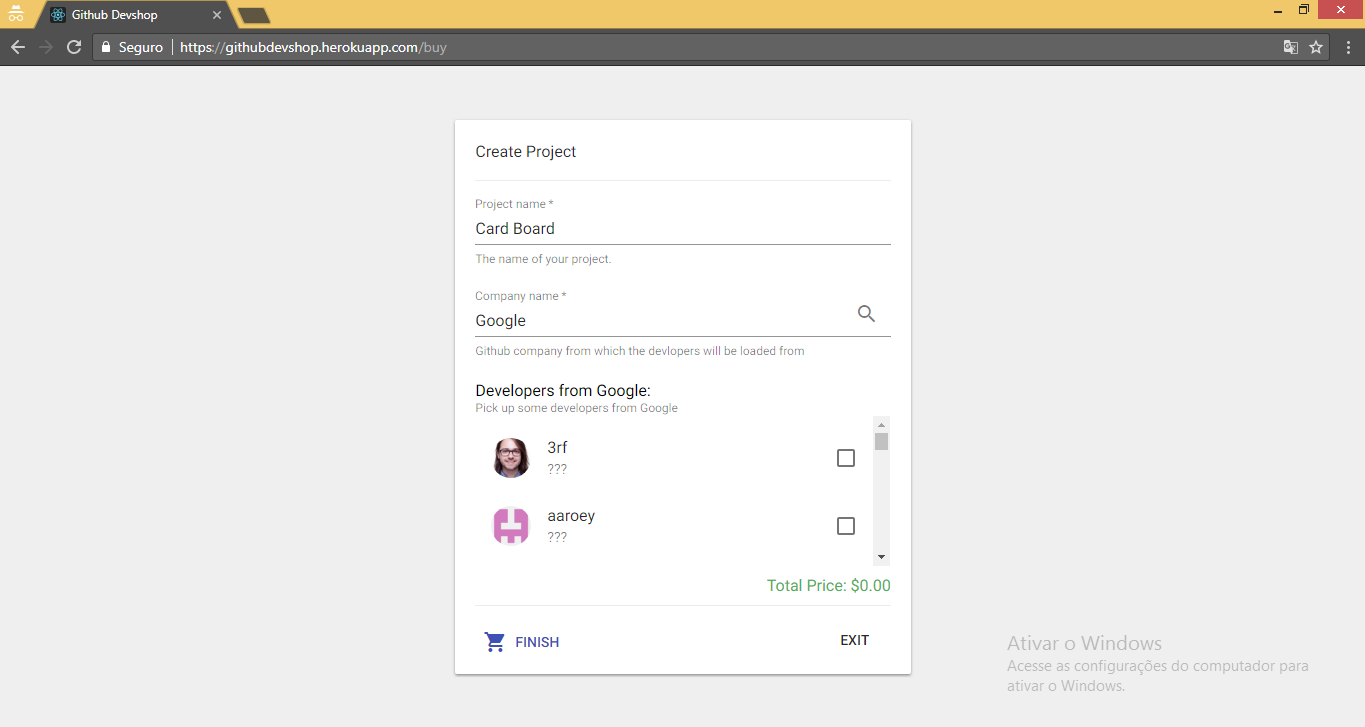 Github Devshop
Seguro https://githubdevshop.herokuapp.com/buy
Create Project
Project name *
Card Board
The name of your project.
Company name *
Google
Github company from which the devlopers will be loaded from
Developers from Google:
Pick up some developers from Google
3rf
???
aaroey
???
Total Price: $0.00
FINISH
EXIT
Ativar o Windows
Acesse as configurações do computador para
ativar o Windows.